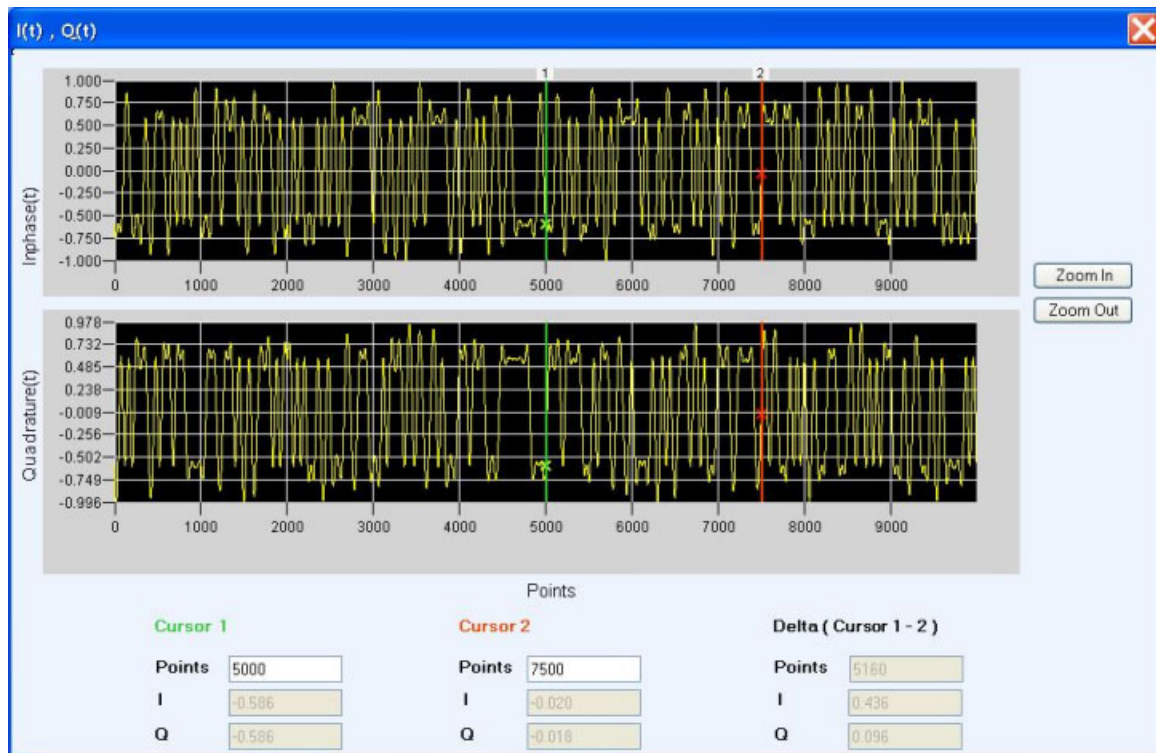 I(t) , Q(t)
1 2
Inphase(t)
1.000
0.750
0.500
0.250
0.000
-0.250
-0.500
-0.750
-1.000
0 1000 2000 3000 4000 5000 6000 7000 8000 9000
Zoom In
Zoom Out
Quadrature(t)
0.978
0.732
0.485
0.238
-0.009
-0.256
-0.502
-0.749
-0.996
0 1000 2000 3000 4000 5000 6000 7000 8000 9000
Points
Cursor 1 Cursor 2 Delta ( Cursor 1 - 2 )
Points 5000 Points 7500 Points 5160
I -0.586 I -0.020 I 0.436
Q -0.586 Q -0.018 Q 0.096